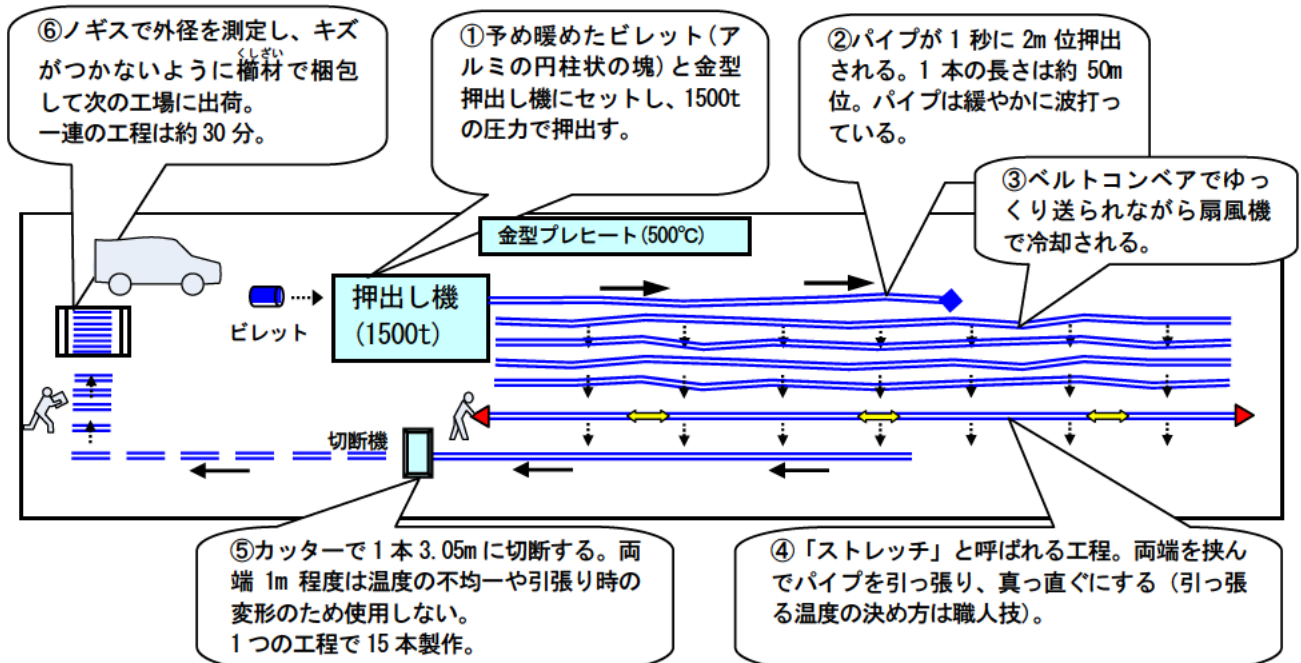 ⑥ノギスで外径を測定し、キズ
がつかないように櫛材で梱包
くしざい
して次の工場に出荷。
一連の工程は約 30 分。
①予め暖めたビレット(ア
ルミの円柱状の塊)と金型
押出し機にセットし、1500t
の圧力で押出す。
②パイプが 1 秒に 2m 位押出
される。1 本の長さは約 50m
位。パイプは緩やかに波打っ
ている。
③ベルトコンベアでゆっ
くり送られながら扇風機
で冷却される。
金型プレヒート(500℃)
ビレット
押出し機
(1500t)
切断機
⑤カッターで 1 本 3.05m に切断する。両
端 1m 程度は温度の不均一や引張り時の
変形のため使用しない。
1 つの工程で 15 本製作。
④「ストレッチ」と呼ばれる工程。両端を挟ん
でパイプを引っ張り、真っ直ぐにする(引っ張
る温度の決め方は職人技)。